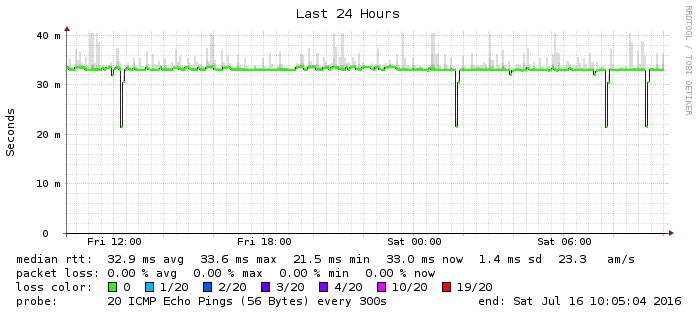 Last 24 Hours
RRDTOOL / TOBI OETIKER
Seconds
40 m
30 m
20 m
10 m
0
Fri 12:00 Fri 18:00 Sat 00:00 Sat 06:00
median rtt: 32.9 ms avg 33.6 ms max 21.5 ms min 33.0 ms now 1.4 ms sd 23.3 am/s
packet loss: 0.00 % avg 0.00 % max 0.00 % min 0.00 % now
loss color: 0 1/20 2/20 3/20 4/20 10/20 19/20
probe: 20 ICMP Echo Pings (56 Bytes) every 300s end: Sat Jul 16 10:05:04 2016